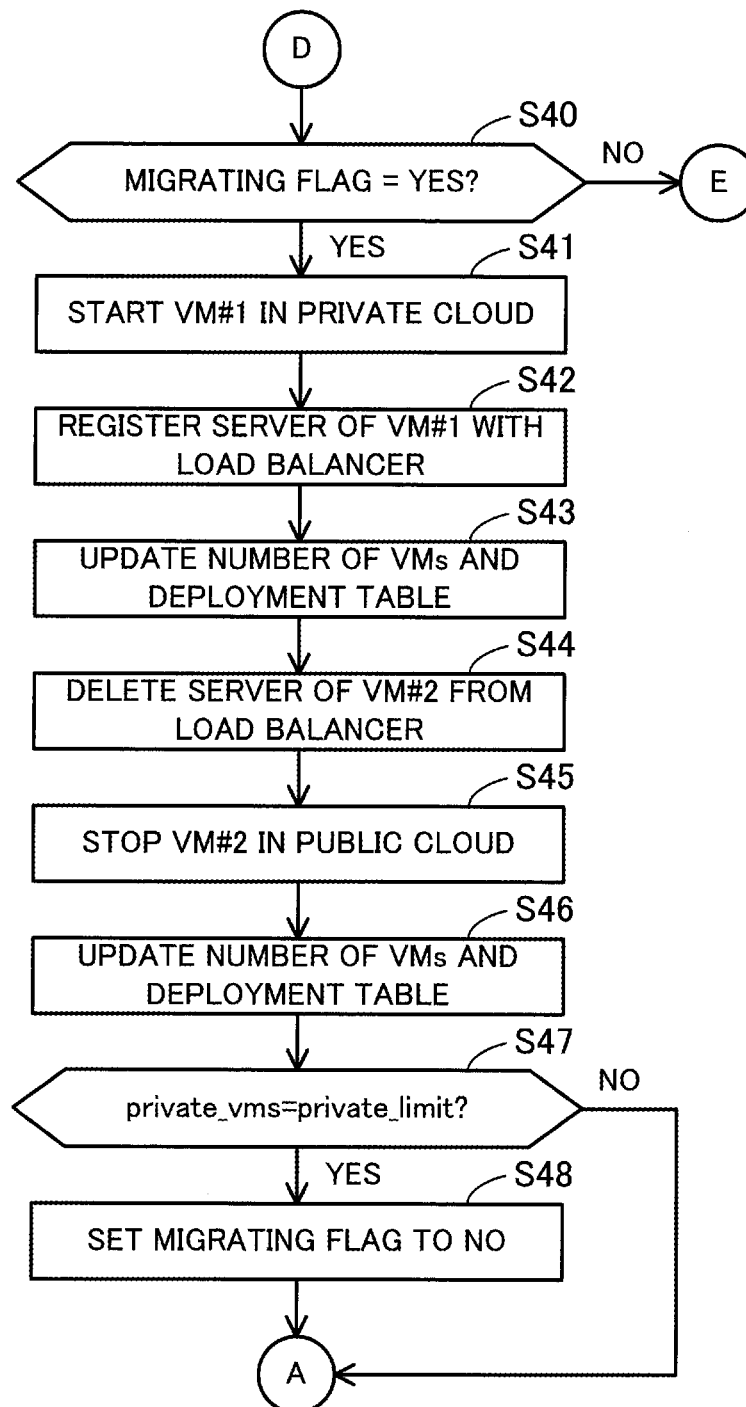 D
S40
MIGRATING FLAG = YES?
NO
E
YES
S41
START VM#1 IN PRIVATE CLOUD
S42
REGISTER SERVER OF VM#1 WITH
LOAD BALANCER
S43
UPDATE NUMBER OF VMs AND
DEPLOYMENT TABLE
S44
DELETE SERVER OF VM#2 FROM
LOAD BALANCER
S45
STOP VM#2 IN PUBLIC CLOUD
S46
UPDATE NUMBER OF VMs AND
DEPLOYMENT TABLE
S47
private_vms=private_limit?
NO
YES
S48
SET MIGRATING FLAG TO NO
A